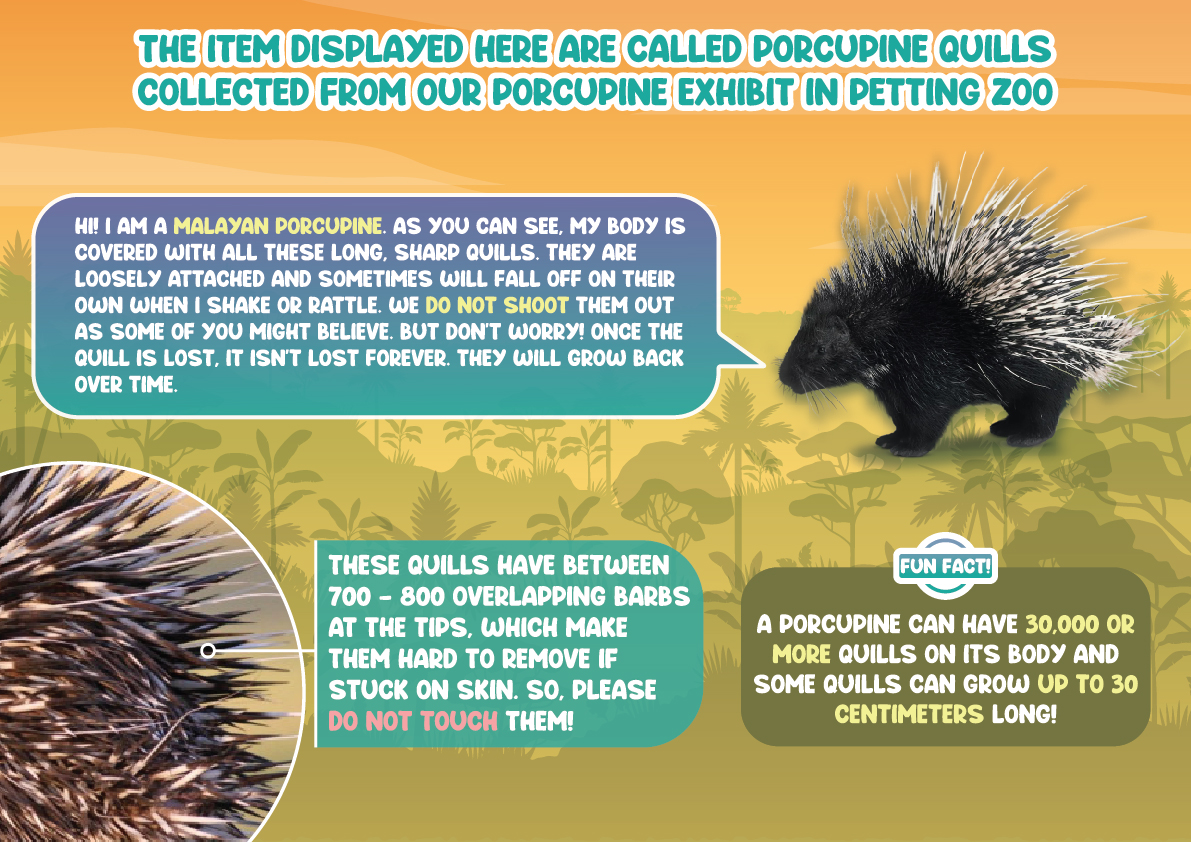 THE ITEM DISPLAYED HERE ARE CALLED PORCUPINE QUILLS
COLLECTED FROM OUR PORCUPINE EXHIBIT IN PETTING ZOO
HI! I AM A MALAYAN PORCUPINE. AS YOU CAN SEE, MY BODY IS
COVERED WITH ALL THESE LONG, SHARP QUILLS. THEY ARE
LOOSELY ATTACHED AND SOMETIMES WILL FALL OFF ON THEIR
OWN WHEN I SHAKE OR RATTLE. WE DO NOT SHOOT THEM OUT
AS SOME OF YOU MIGHT BELIEVE. BUT DON'T WORRY! ONCE THE
QUILL IS LOST, IT ISN'T LOST FOREVER. THEY WILL GROW BACK
OVER TIME.
THESE QUILLS HAVE BETWEEN
700 - 800 OVERLAPPING BARBS
AT THE TIPS, WHICH MAKE
THEM HARD TO REMOVE IF
STUCK ON SKIN. SO, PLEASE
DO NOT TOUCH THEM!
FUN FACT!
A PORCUPINE CAN HAVE 30,000 OR
MORE QUILLS ON ITS BODY AND
SOME QUILLS CAN GROW UP TO 30
CENTIMETERS LONG!